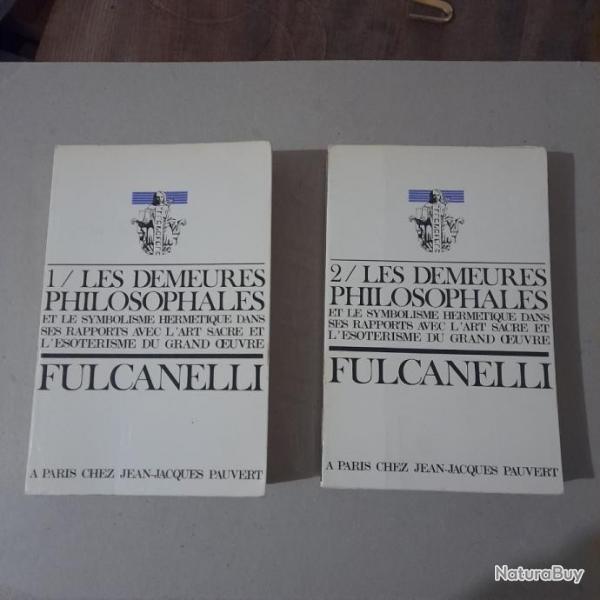 1/ LES DEMEURES
PHILOSOPHALES
ET LE SYMBOLISME HERMETIQUE DANS
SES RAPPORTS AVEC L'ART SACRE ET
L'ESOTERISME DU GRAND ŒUVRE
FULCANELLI
A PARIS CHEZ JEAN-JACQUES PAUVERT
2/ LES DEMEURES
PHILOSOPHALES
ET LE SYMBOLISME HERMETIQUE DANS
SES RAPPORTS AVEC L'ART SACRE ET
L'ESOTERISME DU GRAND ŒUVRE
FULCANELLI
A PARIS CHEZ JEAN-JACQUES PAUVERT
NaturaBuy